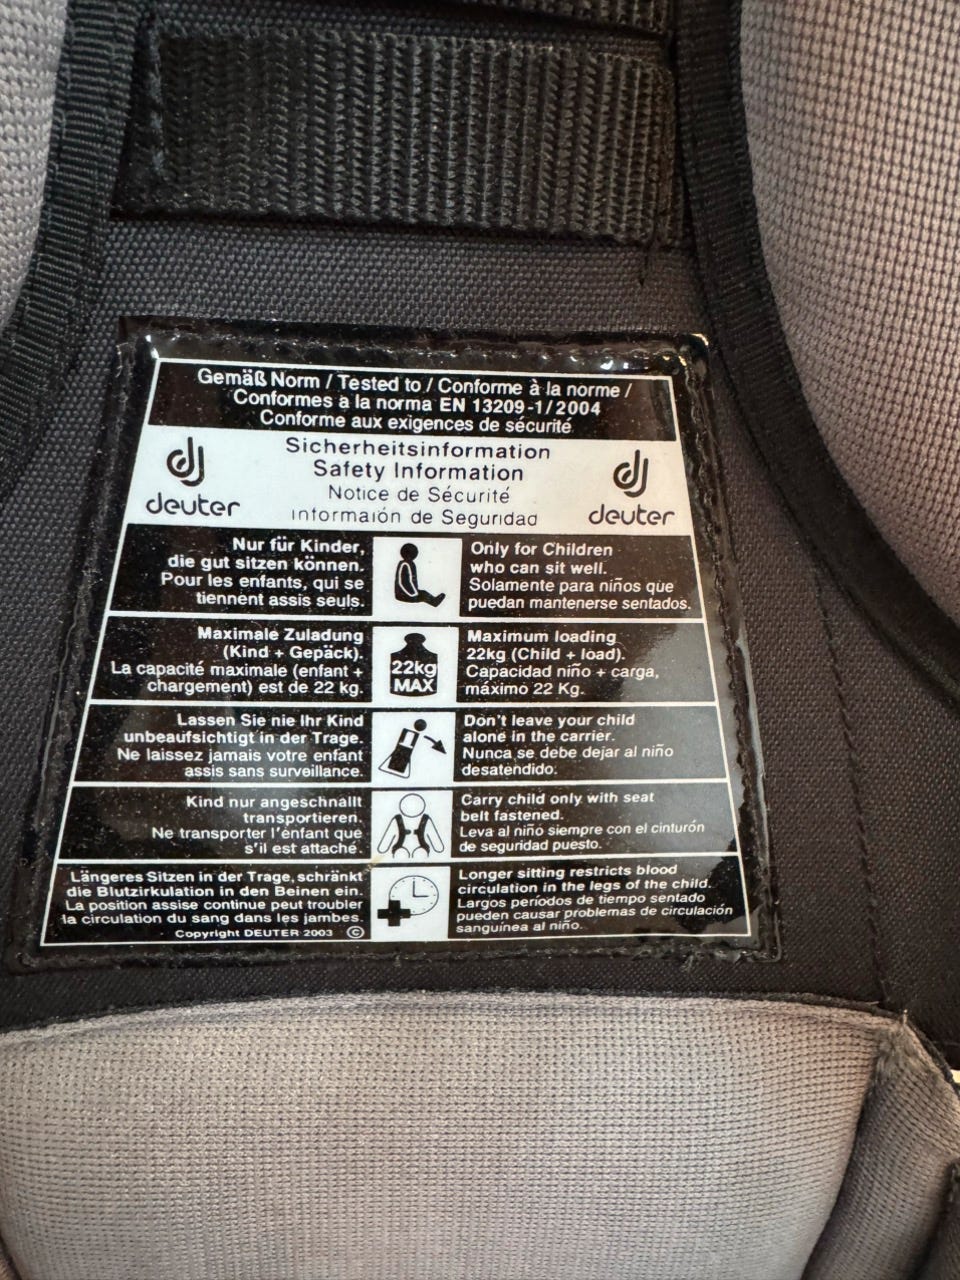 Gemäß Norm / Tested to / Conforme à la norme /
Conformes a la norma EN 13209-1/2004
Conforme aux exigences de sécurité
deuter
Sicherheitsinformation
Safety Information
Notice de Sécurité
Informaión de Seguridad
deuter
Nur für Kinder,
die gut sitzen können.
Pour les enfants, qui se
tiennent assis seuls.
Only for Children
who can sit well.
Solamente para niños que
puedan mantenerse sentados.
Maximale Zuladung
(Kind + Gepäck).
La capacité maximale (enfant +
chargement) est de 22 kg.
22kg
MAX
Maximum loading
22kg (Child + load).
Capacidad niño + carga,
máximo 22 Kg.
Lassen Sie nie Ihr Kind
unbeaufsichtigt in der Trage.
Ne laissez jamais votre enfant
assis sans surveillance.
Don't leave your child
alone in the carrier.
Nunca se debe dejar al niño
desatendido.
Kind nur angeschnallt
transportieren.
Ne transporter l'enfant que
s'il est attaché.
Carry child only with seat
belt fastened.
Leva al niño siempre con el cinturón
de seguridad puesto.
Längeres Sitzen in der Trage, schränkt
die Blutzirkulation in den Beinen ein.
La position assise continue peut troubler
la circulation du sang dans les jambes.
Copyright DEUTER 2003 ©
Longer sitting restricts blood
circulation in the legs of the child.
Largos períodos de tiempo sentado
pueden causar problemas de circulación
sanguínea al niño.